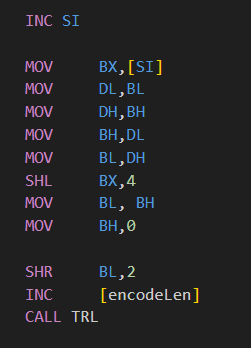 INC SI
MOV BX,[SI]
MOV DL,BL
MOV DH,BH
MOV BH,DL
MOV BL,DH
SHL BX,4
MOV BL, BH
MOV BH,0
SHR BL,2
INC [encodeLen]
CALL TRL